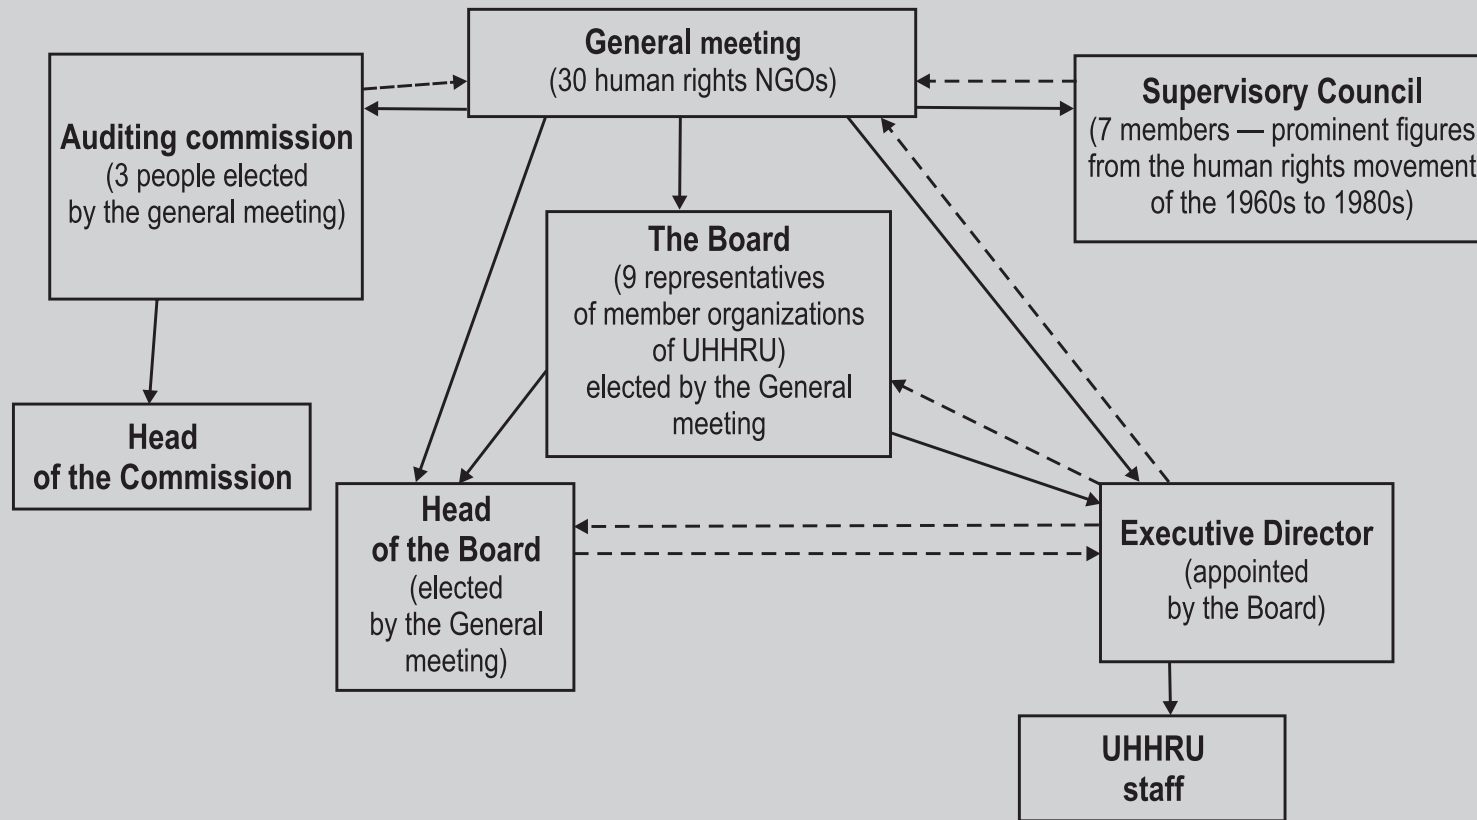 General meeting
(30 human rights NGOs)
Auditing commission
(3 people elected
by the general meeting)
Supervisory Council
(7 members — prominent figures
from the human rights movement
of the 1960s to 1980s)
The Board
(9 representatives
of member organizations
of UHHRU)
elected by the General
meeting
Head
of the Commission
Head
of the Board
(elected
by the General
meeting)
Executive Director
(appointed
by the Board)
UHHRU
staff